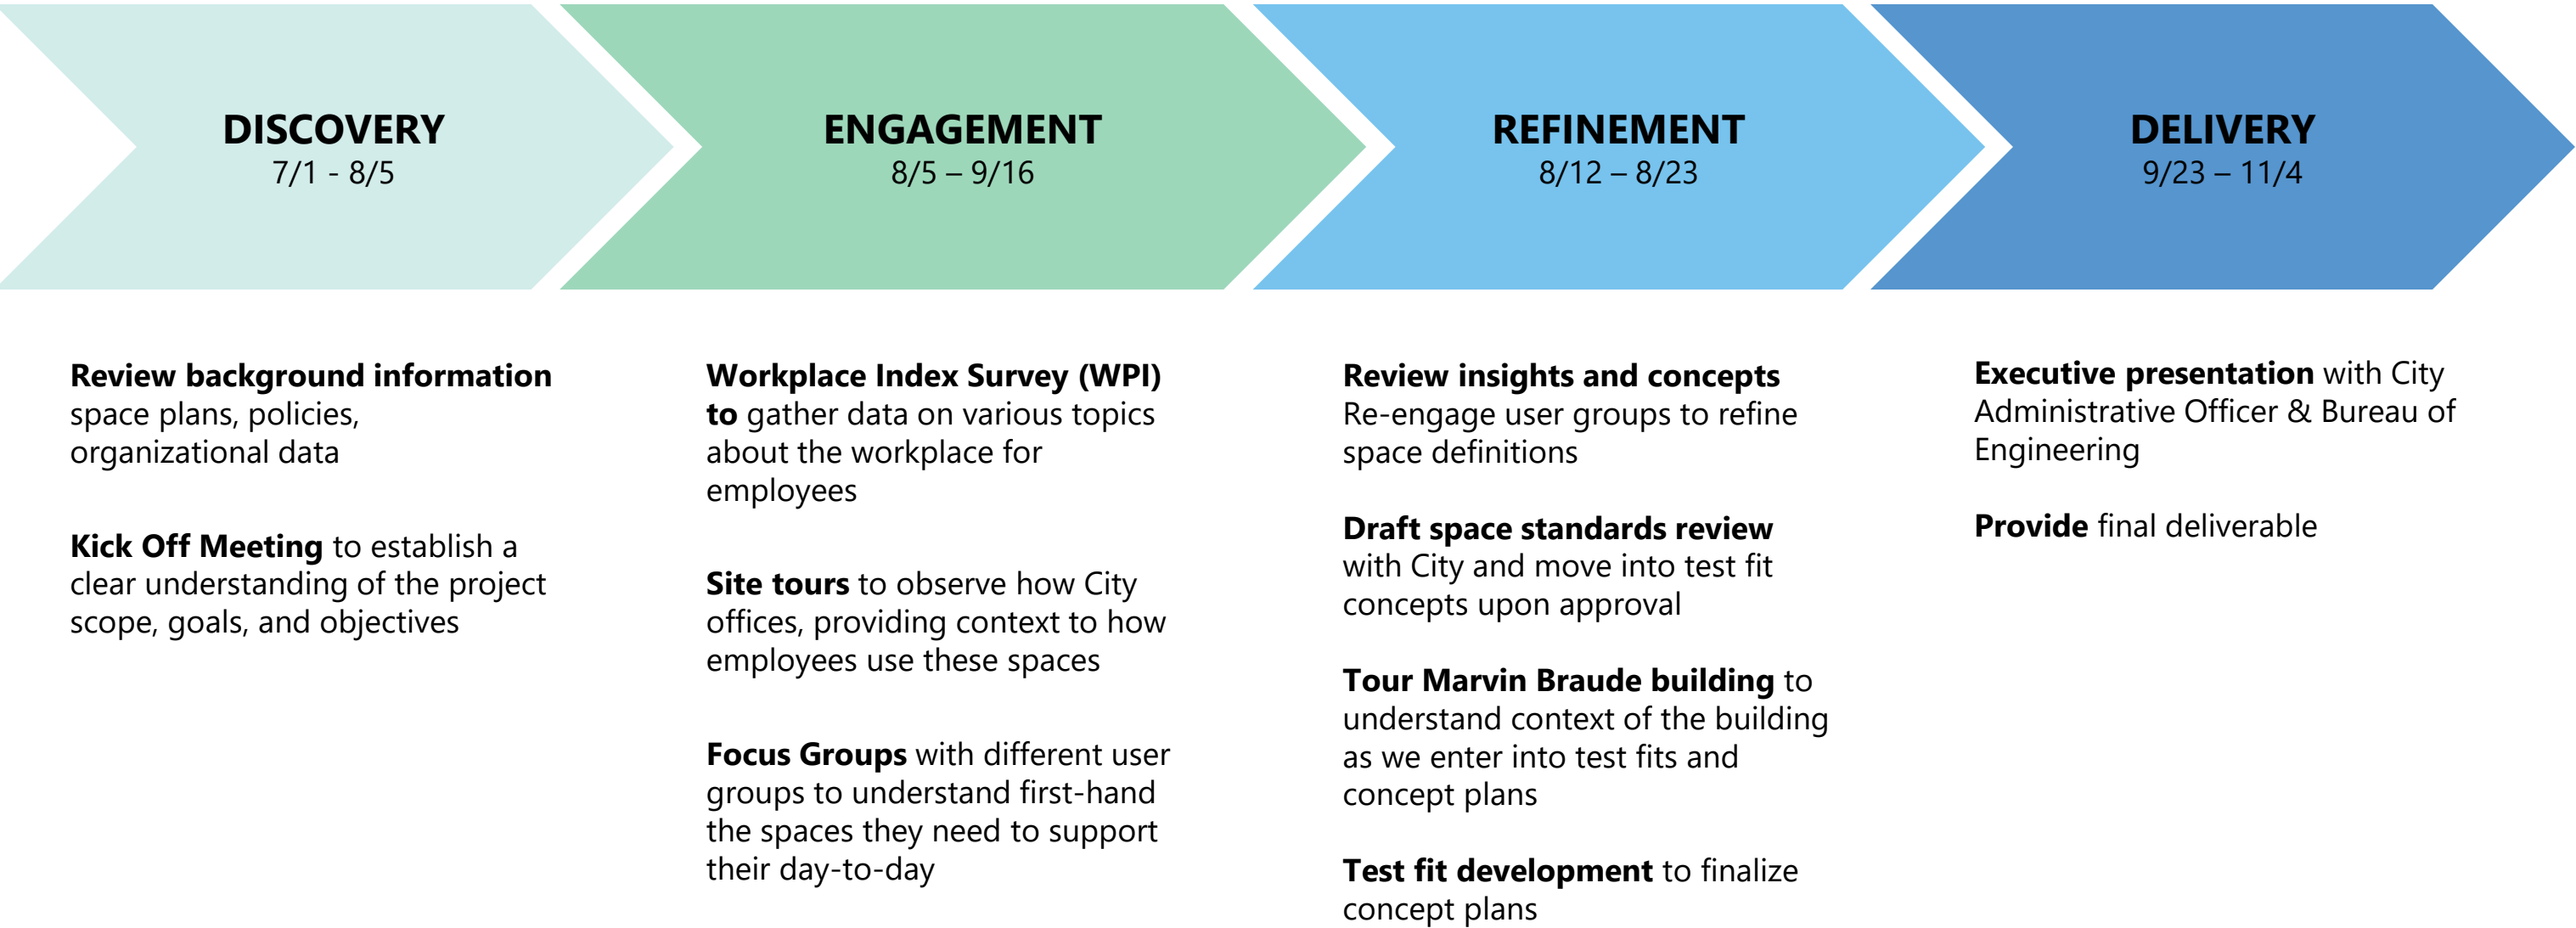 DISCOVERY
7/1 - 8/5
ENGAGEMENT
8/5 – 9/16
REFINEMENT
8/12 – 8/23
DELIVERY
9/23 – 11/4
Review background information
space plans, policies,
organizational data
Kick Off Meeting to establish a
clear understanding of the project
scope, goals, and objectives
Workplace Index Survey (WPI)
to gather data on various topics
about the workplace for
employees
Site tours to observe how City
offices, providing context to how
employees use these spaces
Focus Groups with different user
groups to understand first-hand
the spaces they need to support
their day-to-day
Review insights and concepts
Re-engage user groups to refine
space definitions
Draft space standards review
with City and move into test fit
concepts upon approval
Tour Marvin Braude building to
understand context of the building
as we enter into test fits and
concept plans
Test fit development to finalize
concept plans
Executive presentation with City
Administrative Officer & Bureau of
Engineering
Provide final deliverable